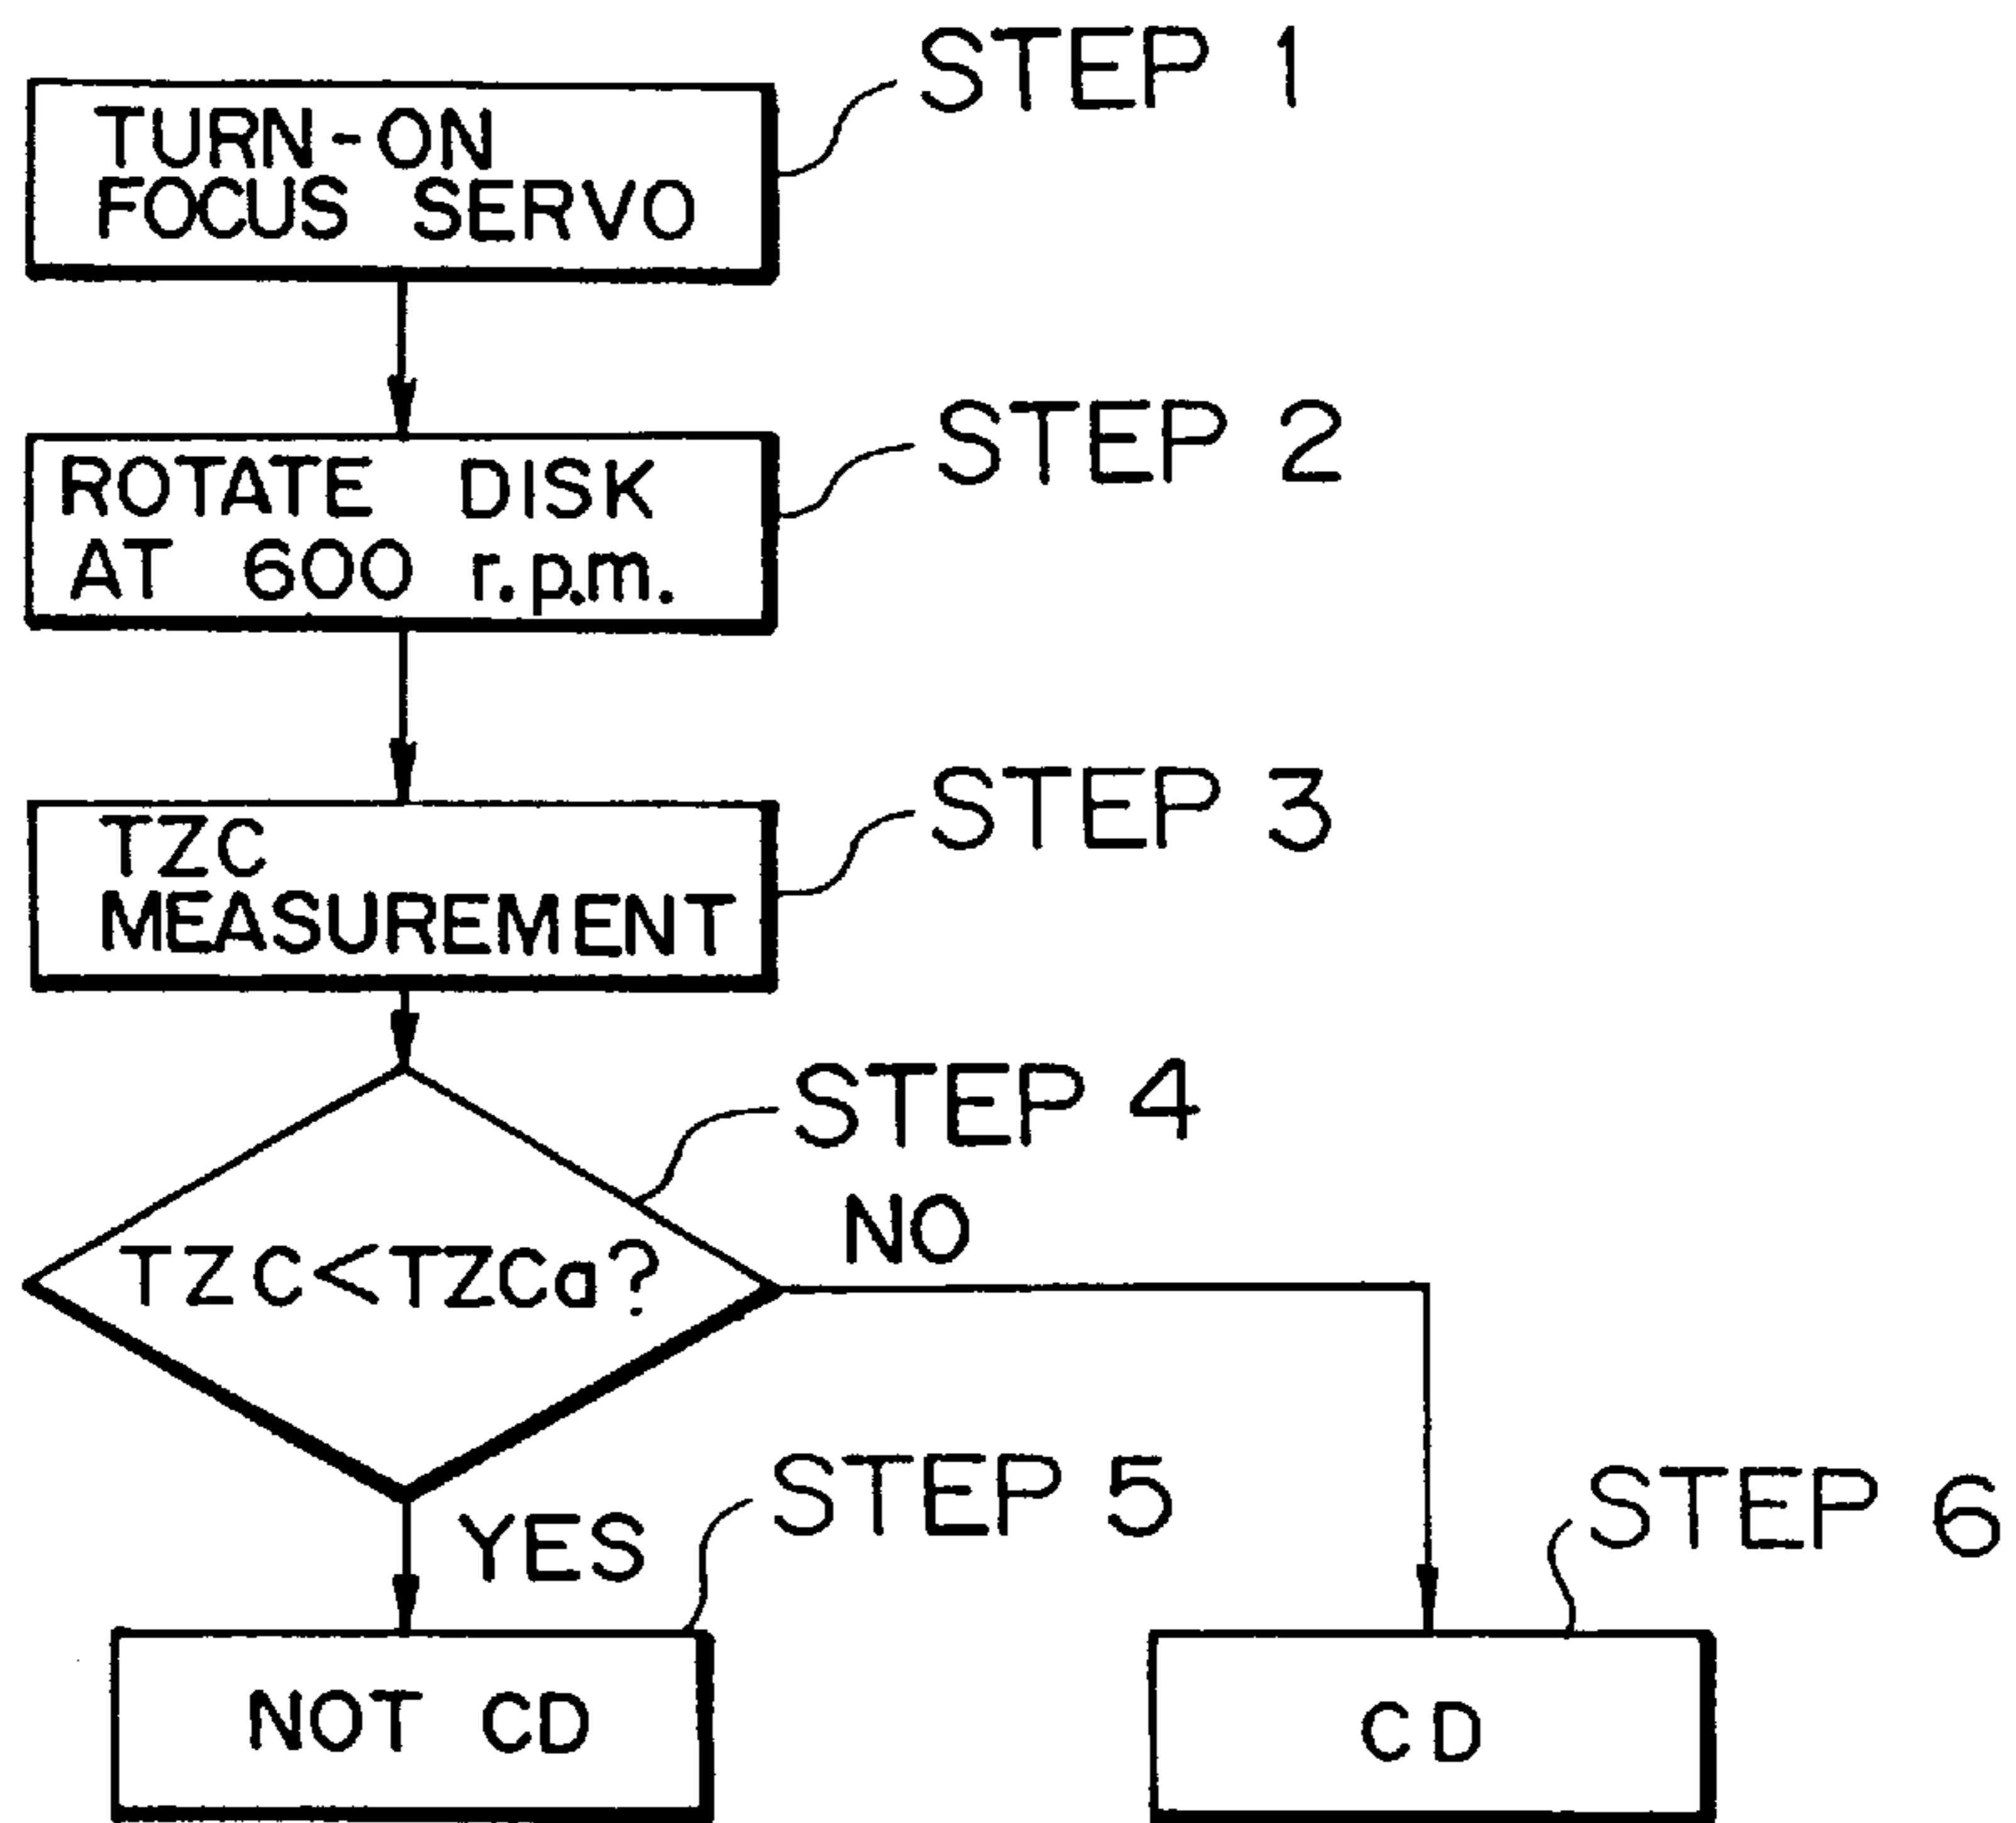 STEP 1
TURN-ON
FOCUS SERVO
STEP 2
ROTATE DISK
AT 600 r.p.m.
STEP 3
TZC
MEASUREMENT
STEP 4
NO
TZC<TZCa?
STEP 5
YES
STEP 6
NOT CD
CD